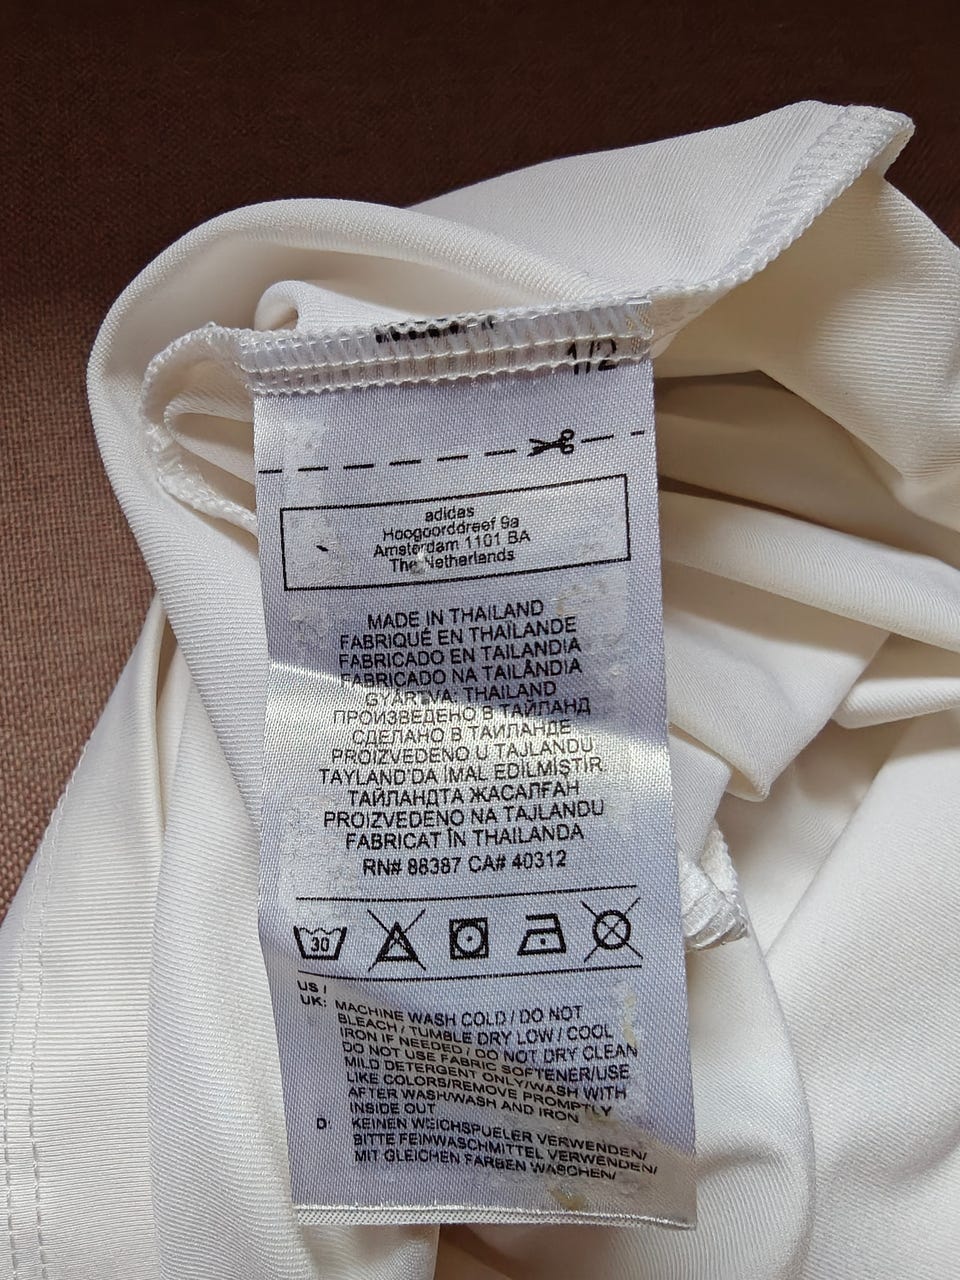 1/2
adidas
Hoogoorddreef 9a
Amsterdam 1101 BA
The Netherlands
MADE IN THAILAND
FABRIQUÉ EN THAÏLANDE
FABRICADO EN TAILANDIA
FABRICADO NA TAILÂNDIA
GYÁRTVA: THAILAND
ПРОИЗВЕДЕНО В ТАЙЛАНД
СДЕЛАНО В ТАИЛАНДЕ
PROIZVEDENO U TAJLANDU
TAYLAND'DA İMAL EDİLMİŞTİR
ТАЙЛАНДТА ЖАСАЛҒАН
PROIZVEDENO NA TAJLANDU
FABRICAT ÎN THAILANDA
RN# 88387 CA# 40312
30
US /
UK: MACHINE WASH COLD / DO NOT
BLEACH / TUMBLE DRY LOW / COOL
IRON IF NEEDED / DO NOT DRY CLEAN
DO NOT USE FABRIC SOFTENER/USE
MILD DETERGENT ONLY/WASH WITH
LIKE COLORS/REMOVE PROMPTLY
AFTER WASH/WASH AND IRON
INSIDE OUT
D: KEINEN WEICHSPUELER VERWENDEN/
BITTE FEINWASCHMITTEL VERWENDEN/
MIT GLEICHEN FARBEN WASCHEN/